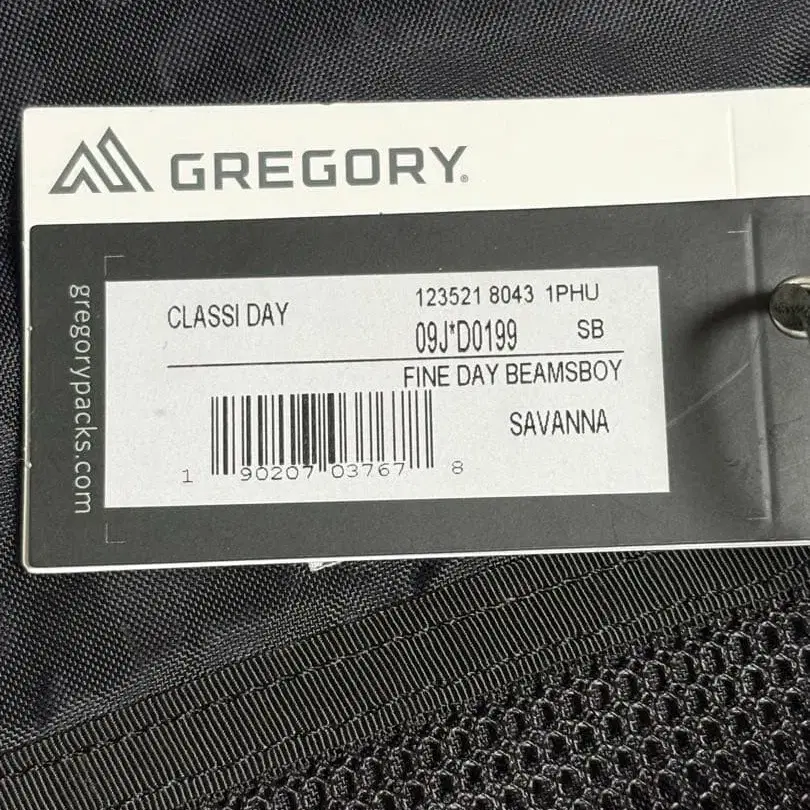 GREGORY®
gregorypacks.com
CLASSI DAY
123521 8043 1PHU
09J*D0199 SB
FINE DAY BEAMSBOY
SAVANNA
1 90207 03767 8